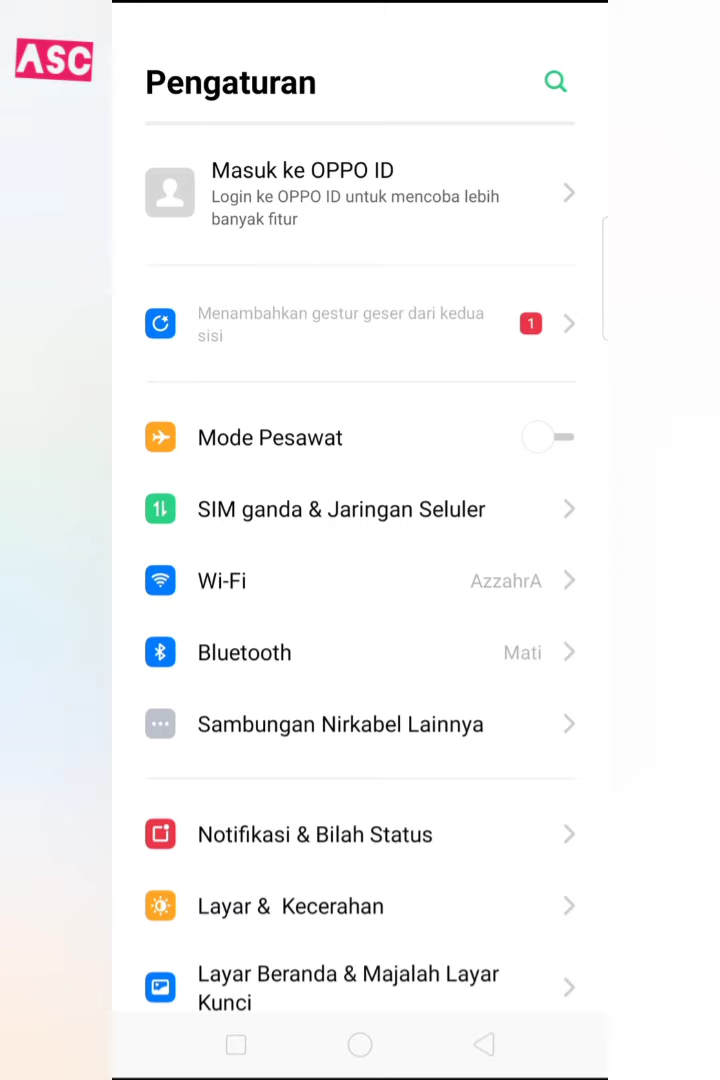 ASC
Pengaturan
Masuk ke OPPO ID
Login ke OPPO ID untuk mencoba lebih
banyak fitur
Menambahkan gestur geser dari kedua
sisi
1
Mode Pesawat
SIM ganda & Jaringan Seluler
Wi-Fi AzzahrA
Bluetooth Mati
Sambungan Nirkabel Lainnya
Notifikasi & Bilah Status
Layar & Kecerahan
Layar Beranda & Majalah Layar
Kunci